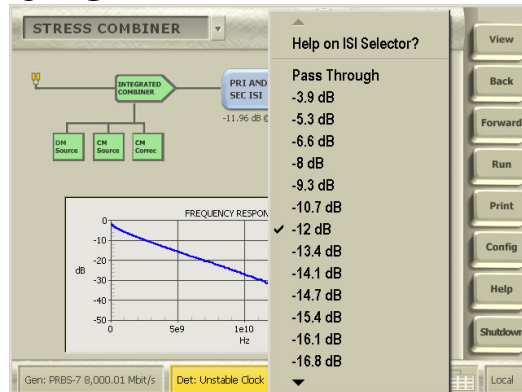 STRESS COMBINER
INTEGRATED
COMBINER
PRI AND
SEC ISI
-11.96 dB
DM
Source
CM
Source
CM
Correc
FREQUENCY RESPON
0
-10
-20
-30
-40
-50
dB
0
5e9
1e10
Hz
Gen: PRBS-7 8,000.01 Mbit/s
Det: Unstable Clock
Help on ISI Selector?
Pass Through
-3.9 dB
-5.3 dB
-6.6 dB
-8 dB
-9.3 dB
-10.7 dB
-12 dB
-13.4 dB
-14.1 dB
-14.7 dB
-15.4 dB
-16.1 dB
-16.8 dB
View
Back
Forward
Run
Print
Config
Help
Shutdown
Local